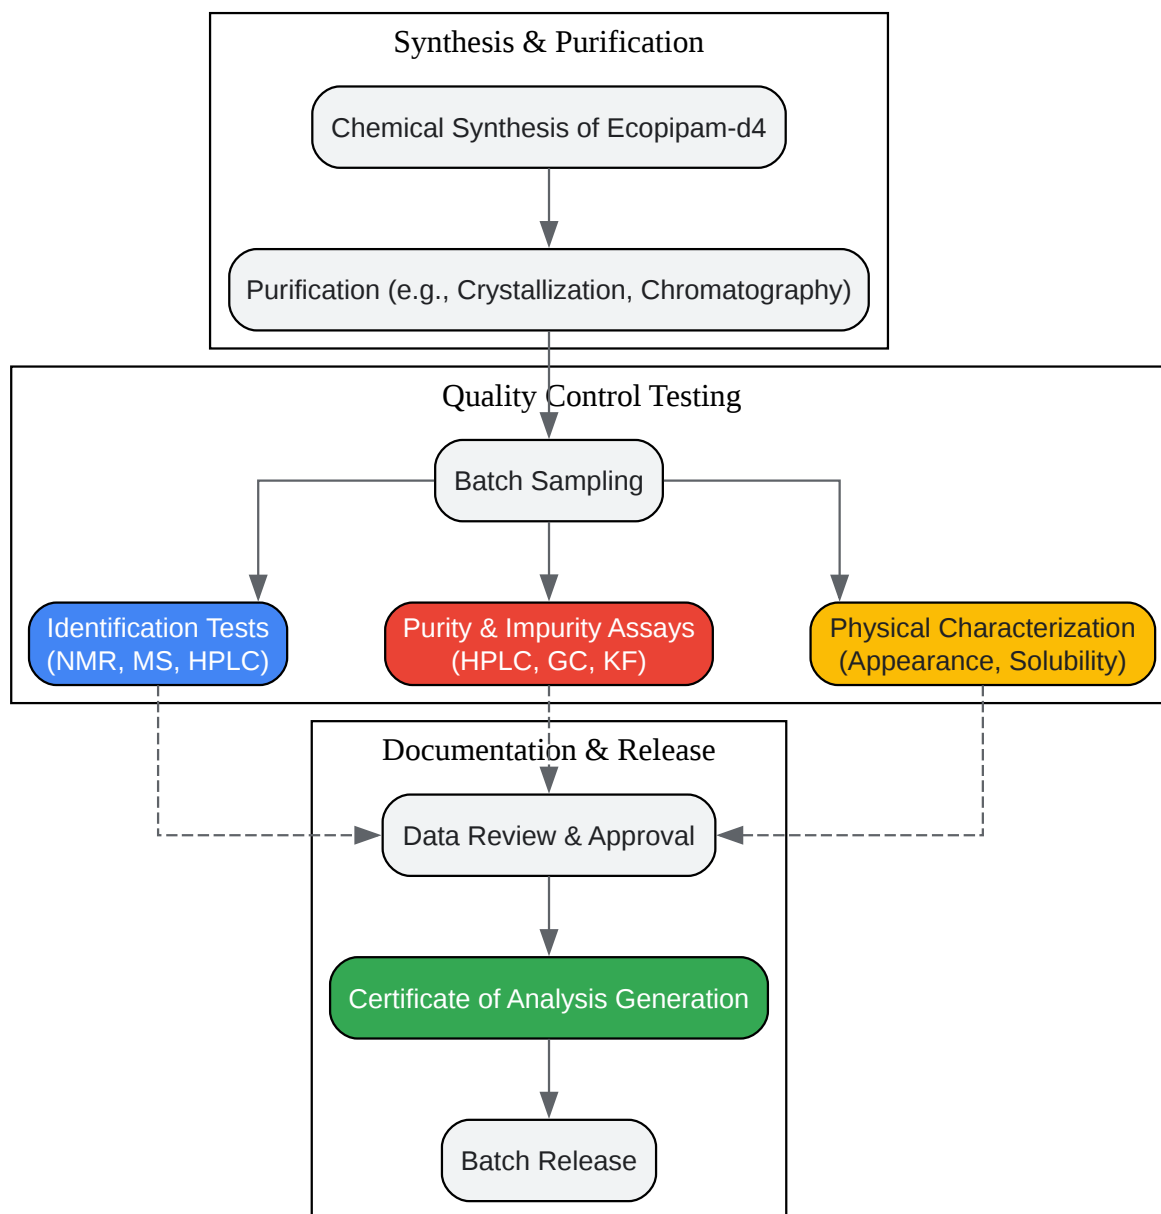 Synthesis & Purification
Chemical Synthesis of Ecopipam-d4
Purification (e.g., Crystallization, Chromatography)
Quality Control Testing
Batch Sampling
Identification Tests
(NMR, MS, HPLC)
Purity & Impurity Assays
(HPLC, GC, KF)
Physical Characterization
(Appearance, Solubility)
Documentation & Release
Data Review & Approval
Certificate of Analysis Generation
Batch Release